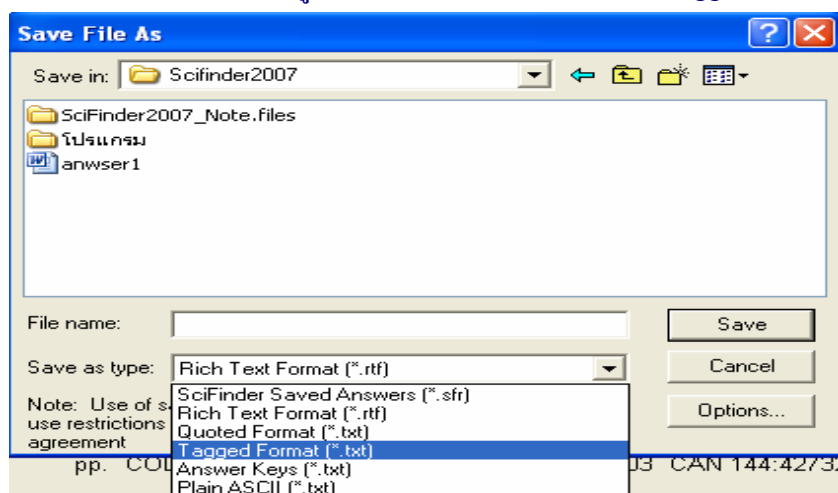 Save File As
Save in: Scifinder2007
SciFinder2007_Note.files
โปรแกรม
anwser1
File name:
Save
Save as type: Rich Text Format (*.rtf)
Cancel
SciFinder Saved Answers (*.sfr)
Note: Use of s
Rich Text Format (*.rtf)
Options...
use restrictions
Quoted Format (*.txt)
agreement
Tagged Format (*.txt)
pp. COL
Answer Keys (*.txt)
03 CAN 144:4273
Plain ASCII (*.txt)